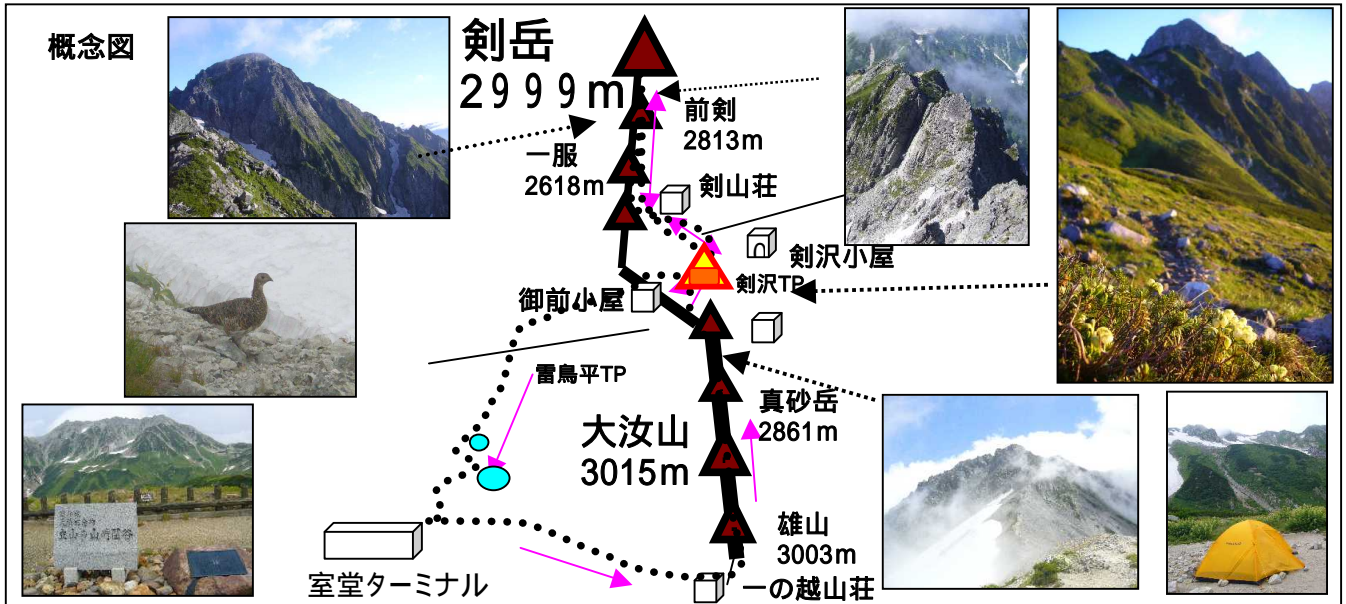 概念図
剣岳
2999m
前剣
2813m
一服
2618m
剣山荘
剣沢小屋
剣沢TP
御前小屋
雷鳥平TP
真砂岳
2861m
大汝山
3015m
雄山
3003m
室堂ターミナル
一の越山荘